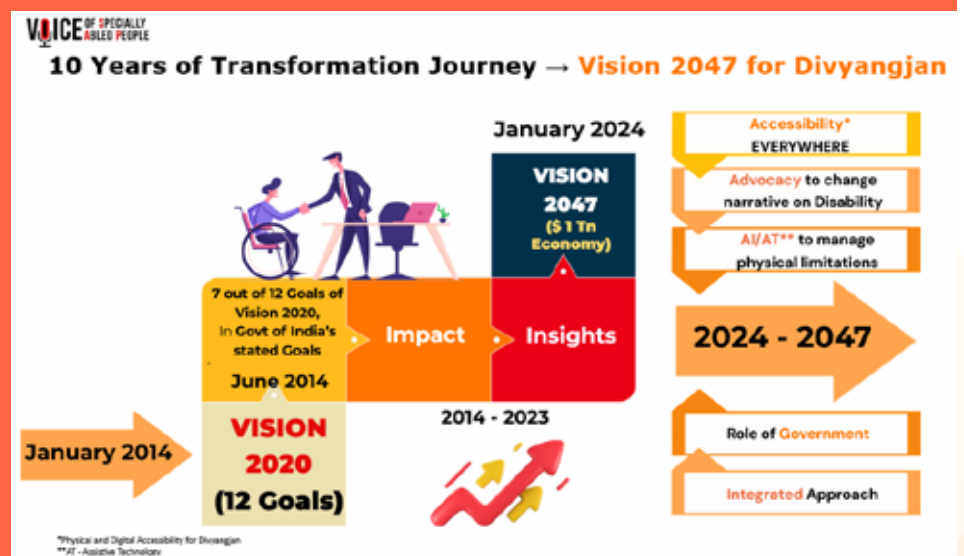 VOICE OF SPECIALLY ABLED PEOPLE
10 Years of Transformation Journey → Vision 2047 for Divyangjan
January 2014
VISION
2020
(12 Goals)
7 out of 12 Goals of
Vision 2020,
In Govt of India's
stated Goals
June 2014
Impact
2014 - 2023
Insights
January 2024
VISION
2047
($ 1 Tn
Economy)
Accessibility*
EVERYWHERE
Advocacy to change
narrative on Disability
AI/AT** to manage
physical limitations
2024 - 2047
Role of Government
Integrated Approach
*Physical and Digital Accessibility for Divyangjan
**AT - Assistive Technology